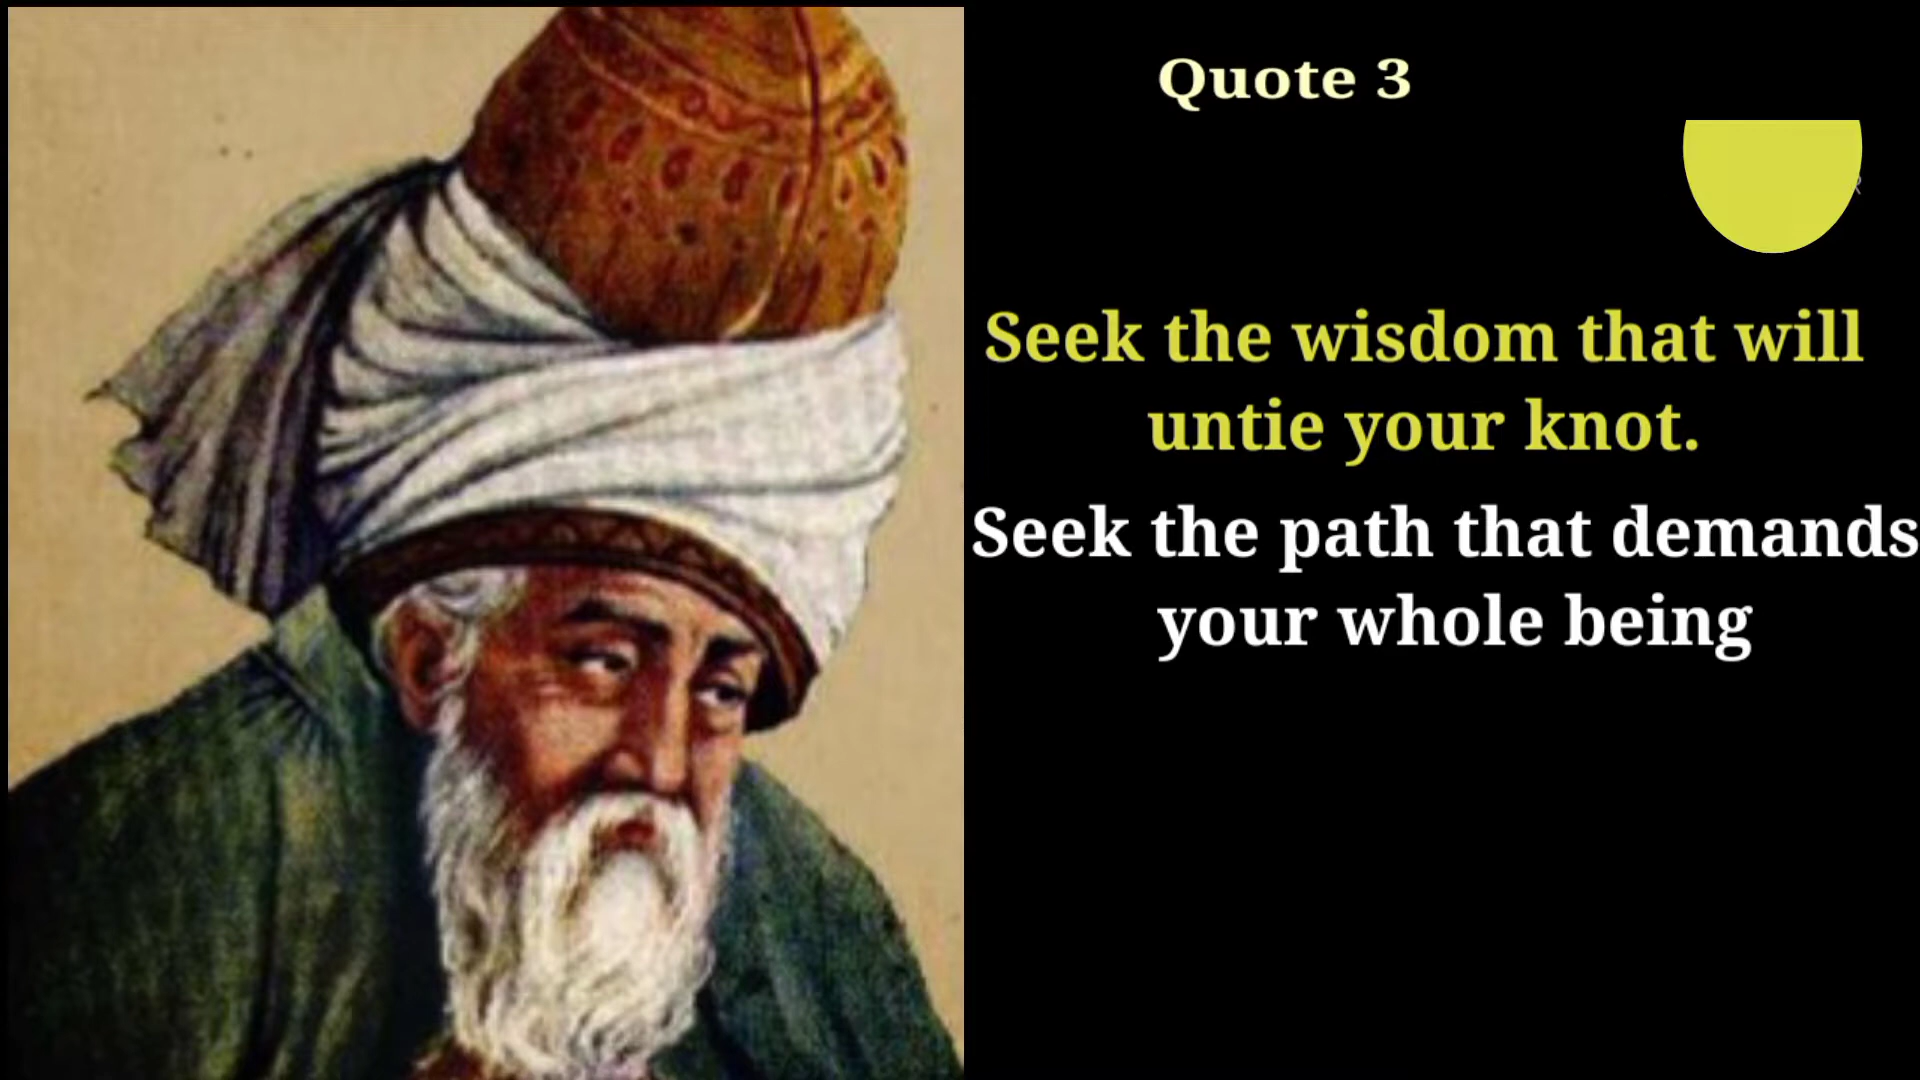 Quote 3
Seek the wisdom that will
untie your knot.
Seek the path that demands
your whole being